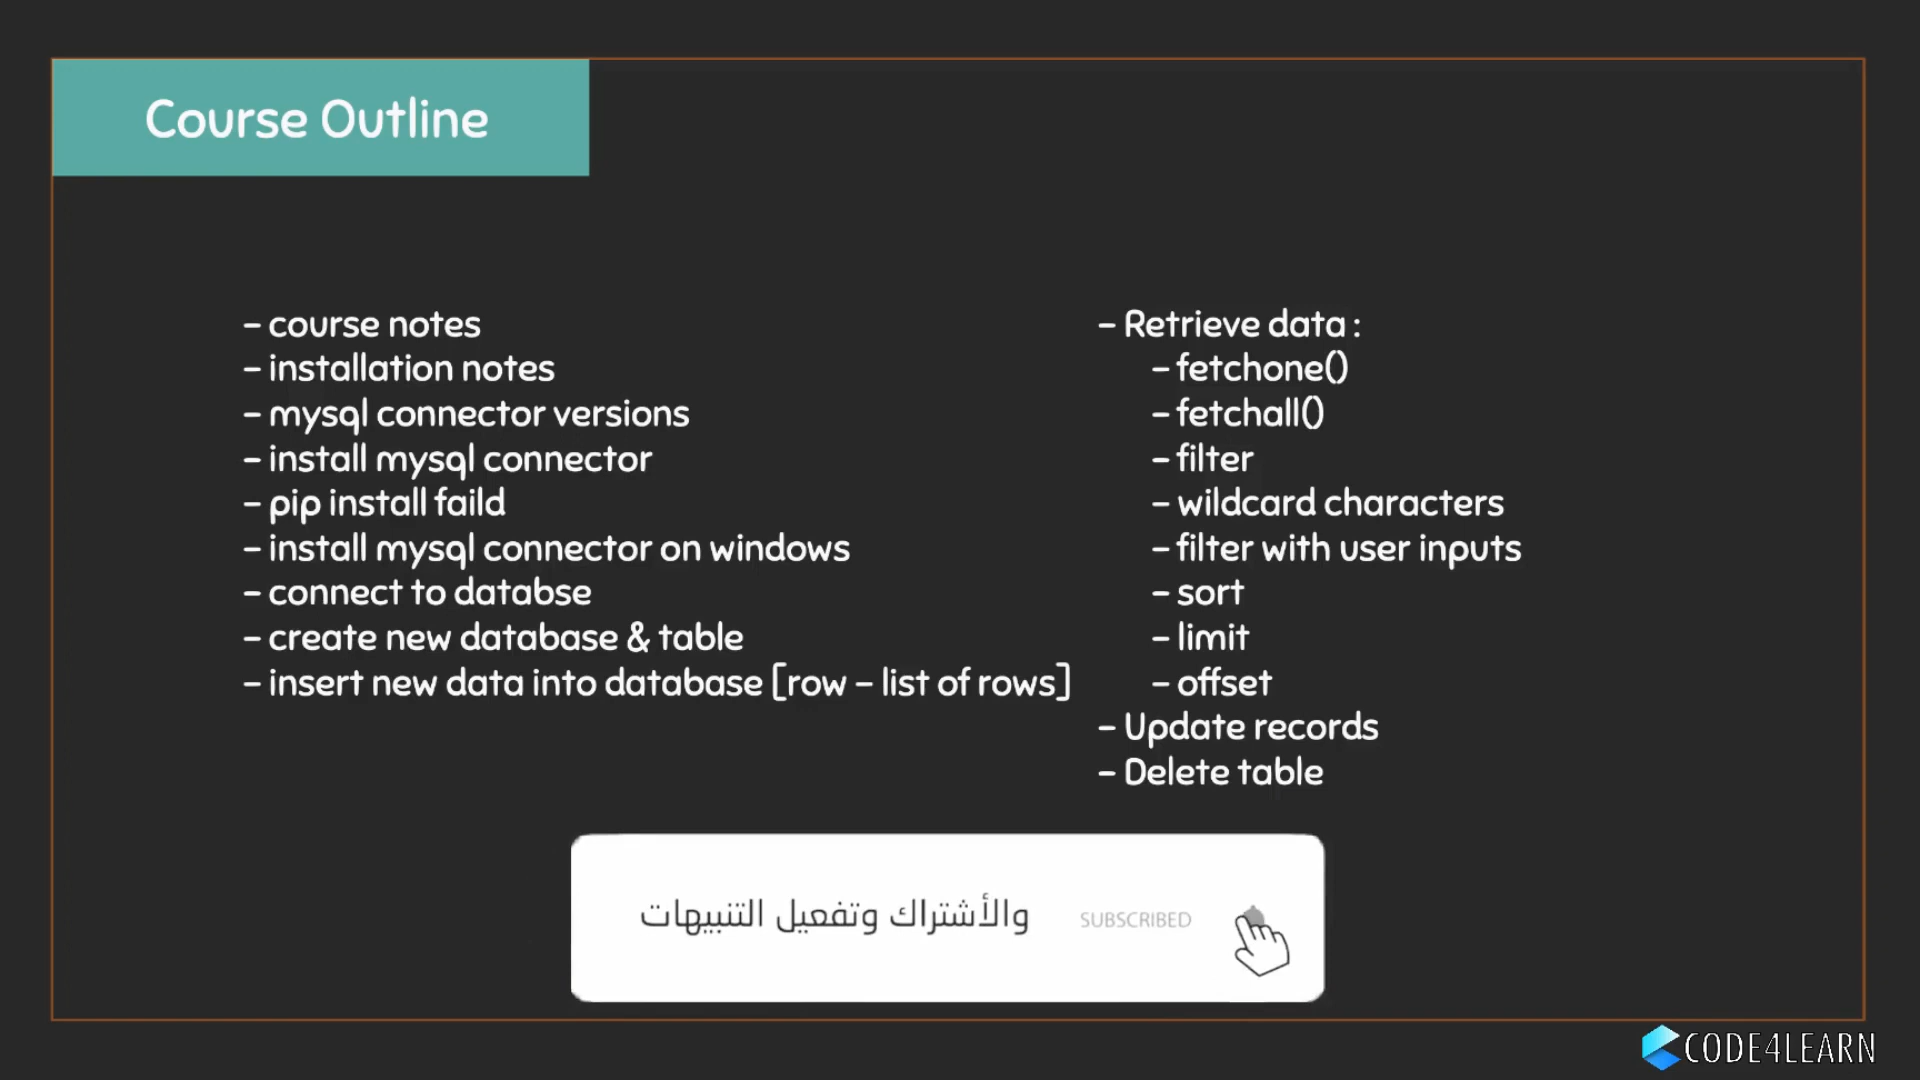 Course Outline
- course notes
- installation notes
- mysql connector versions
- install mysql connector
- pip install faild
- install mysql connector on windows
- connect to databse
- create new database & table
- insert new data into database [row - list of rows]
- Retrieve data :
- fetchone()
- fetchall()
- filter
- wildcard characters
- filter with user inputs
- sort
- limit
- offset
- Update records
- Delete table
والأشتراك وتفعيل التنبيهات
SUBSCRIBED
CODE4LEARN